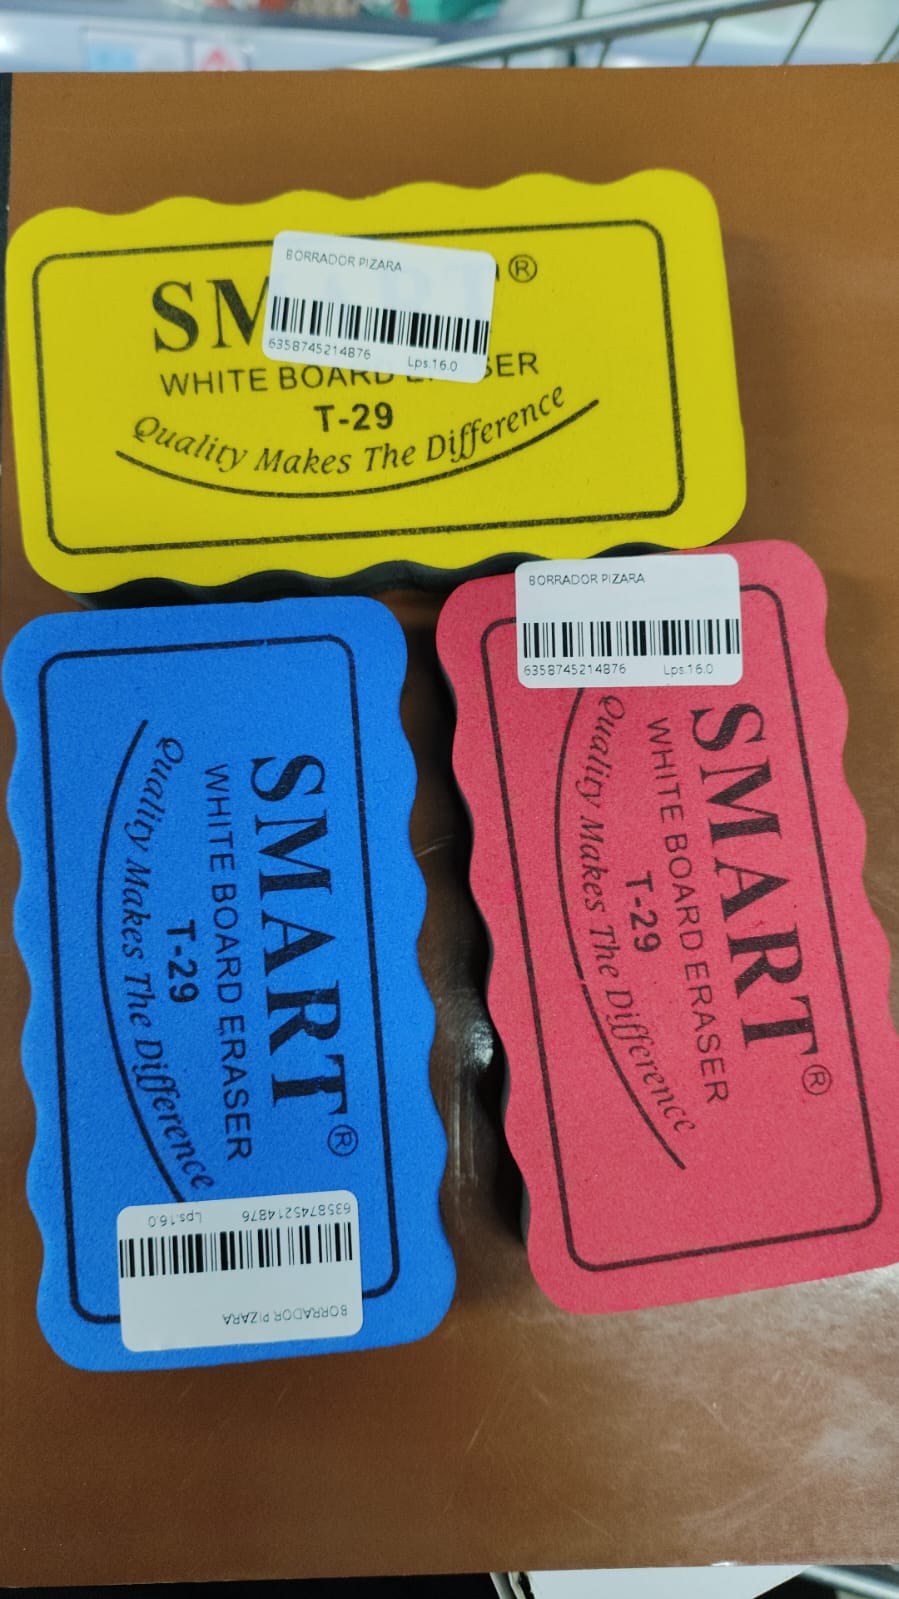 BORRADOR PIZARA
6358745214876 Lps.16.0
SM RT®
WHITE BOARD ERASER
T-29
Quality Makes The Difference
BORRADOR PIZARA
6358745214876 Lps.16.0
SMART®
WHITE BOARD ERASER
T-29
Quality Makes The Difference
SMART®
WHITE BOARD ERASER
T-29
Quality Makes The Difference
6358745214876 Lps.16.0
BORRADOR PIZARA